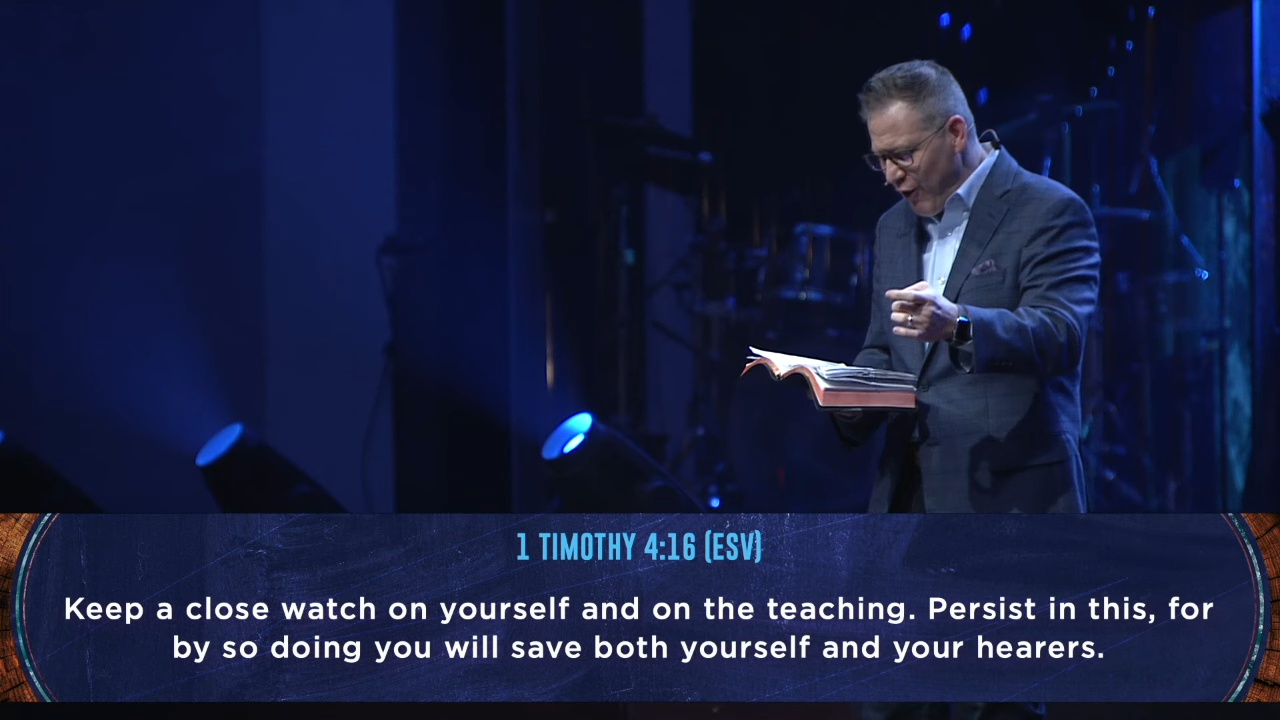 1 TIMOTHY 4:16 (ESV)
Keep a close watch on yourself and on the teaching. Persist in this, for
by so doing you will save both yourself and your hearers.